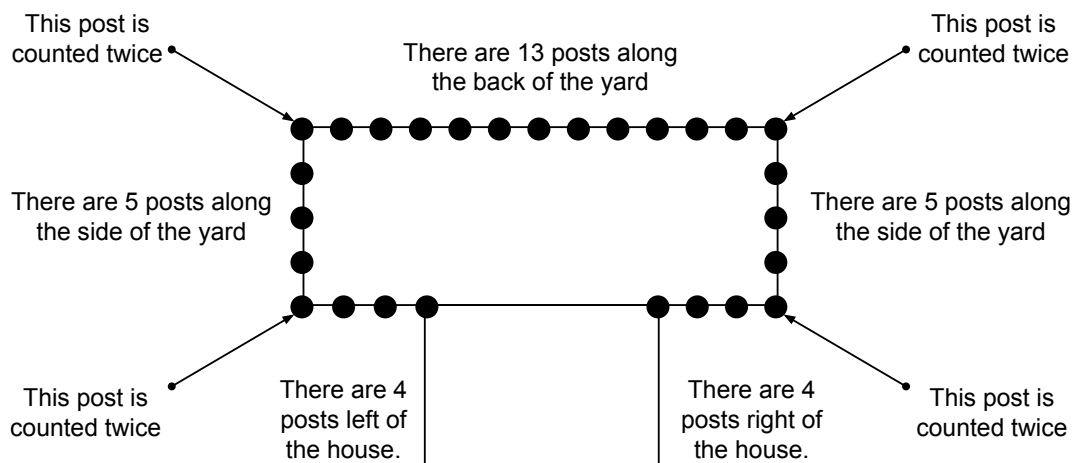 This post is
counted twice
There are 13 posts along
the back of the yard
This post is
counted twice
There are 5 posts along
the side of the yard
There are 5 posts along
the side of the yard
This post is
counted twice
There are 4
posts left of
the house.
There are 4
posts right of
the house.
This post is
counted twice